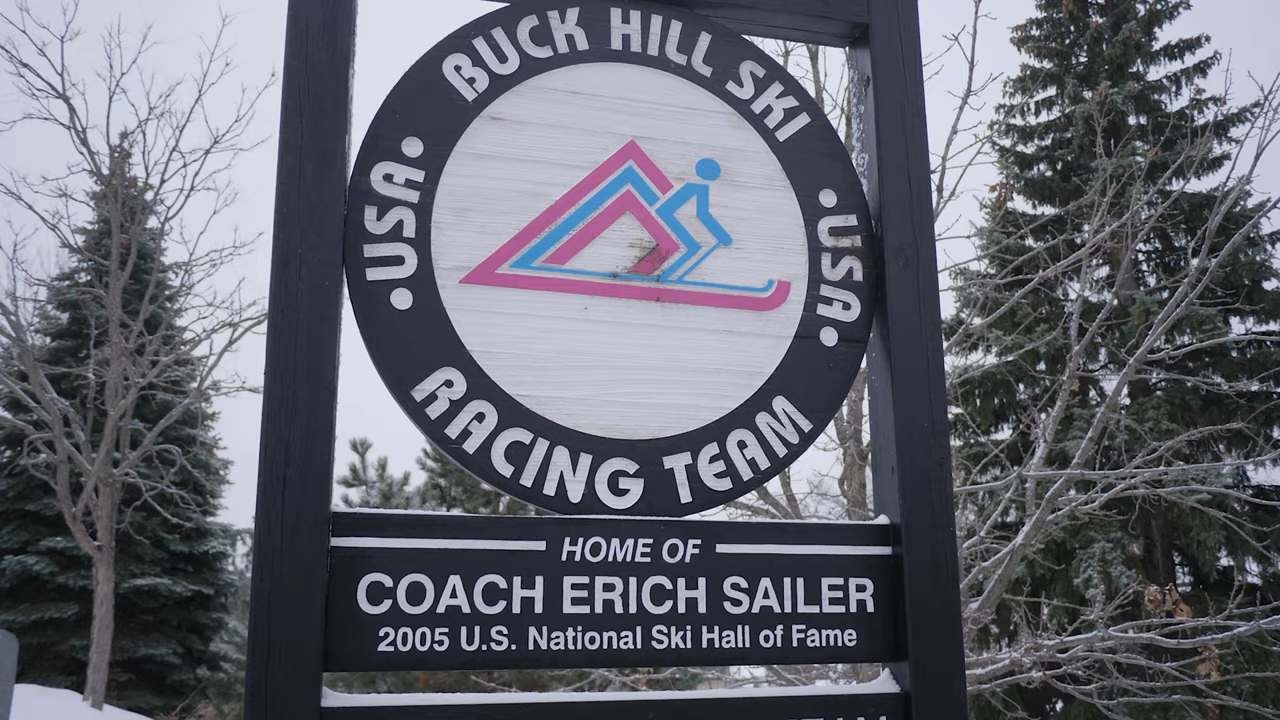 BUCK HILL SKI
•USA•
•USA•
RACING TEAM
HOME OF
COACH ERICH SAILER
2005 U.S. National Ski Hall of Fame